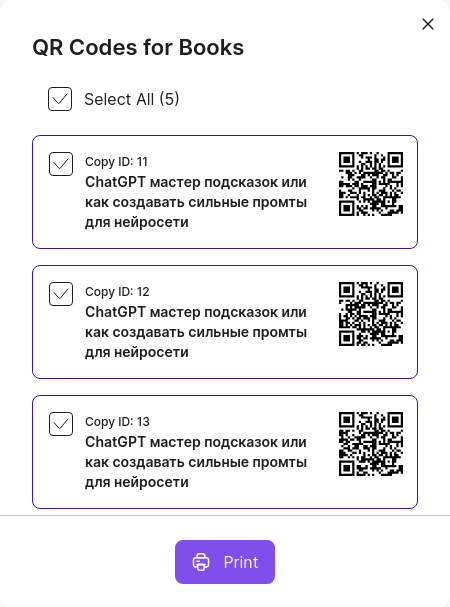 QR Codes for Books
Select All (5)
Copy ID: 11
ChatGPT мастер подсказок или
как создавать сильные промты
для нейросети
Copy ID: 12
ChatGPT мастер подсказок или
как создавать сильные промты
для нейросети
Copy ID: 13
ChatGPT мастер подсказок или
как создавать сильные промты
для нейросети
Print